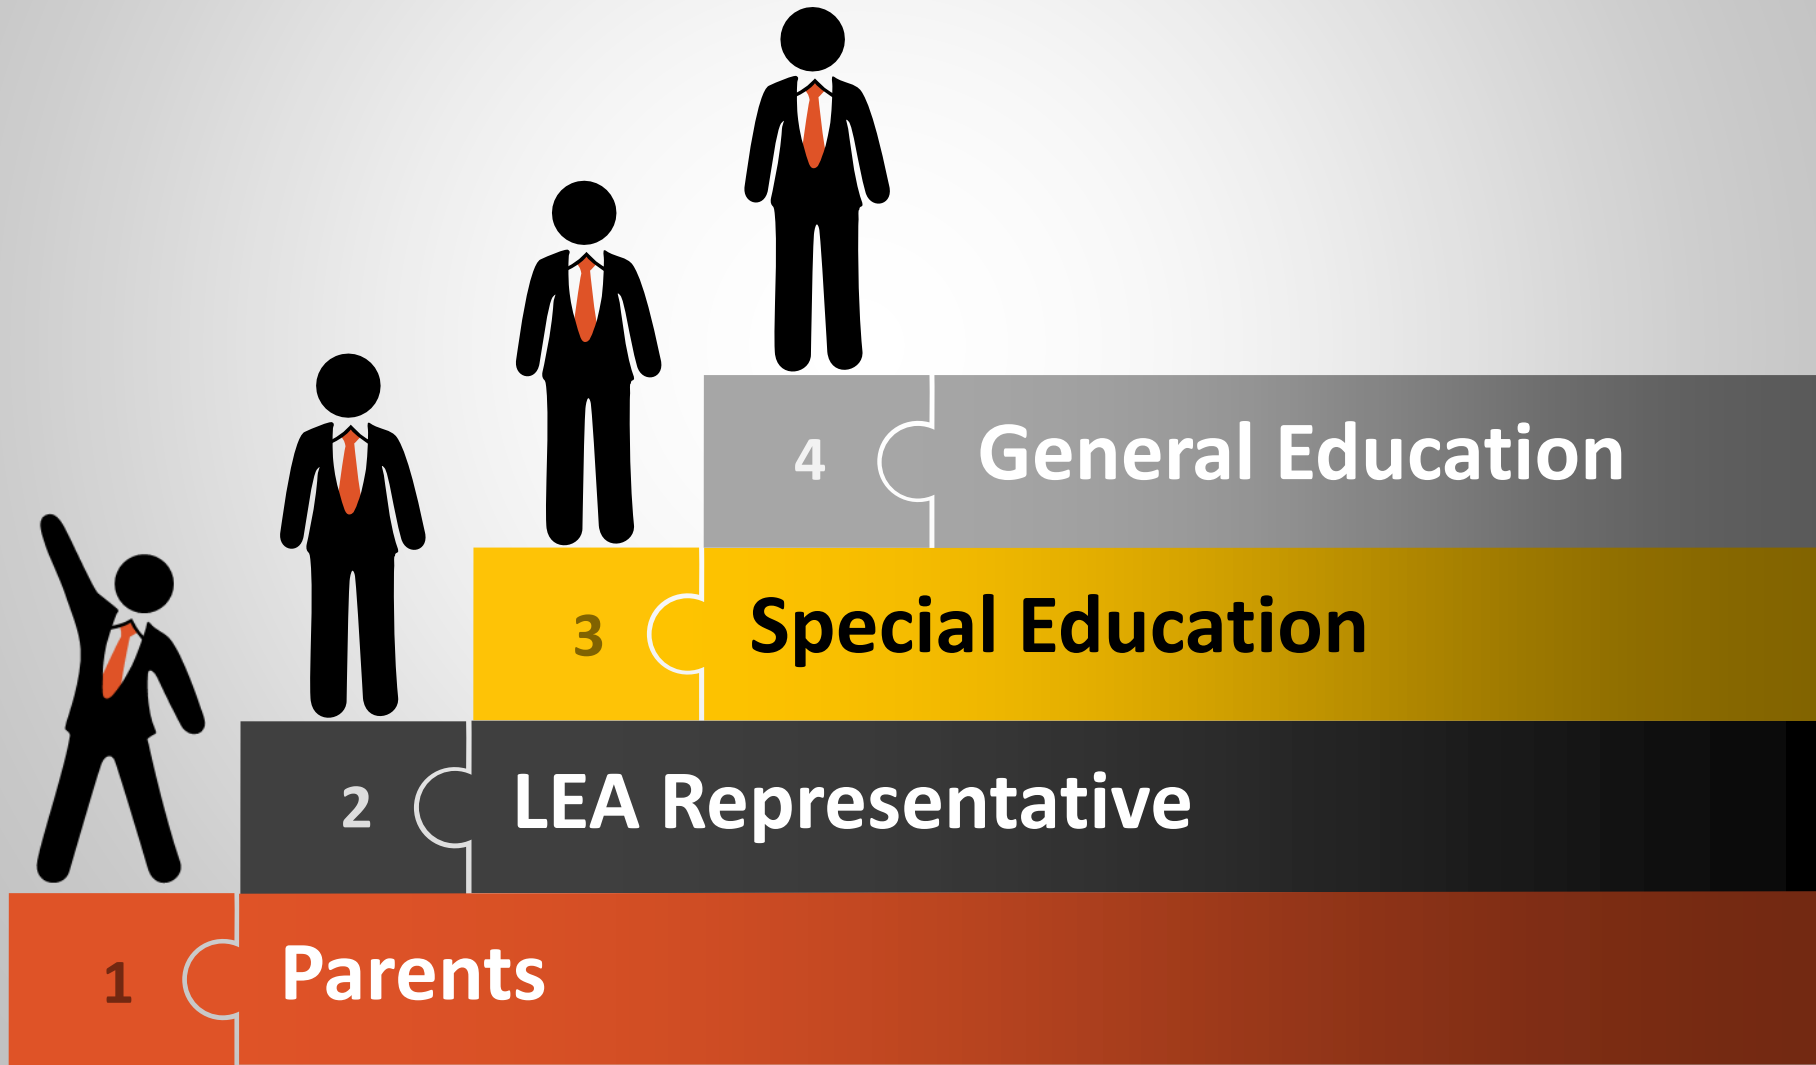 4 General Education
3 Special Education
2 LEA Representative
1 Parents